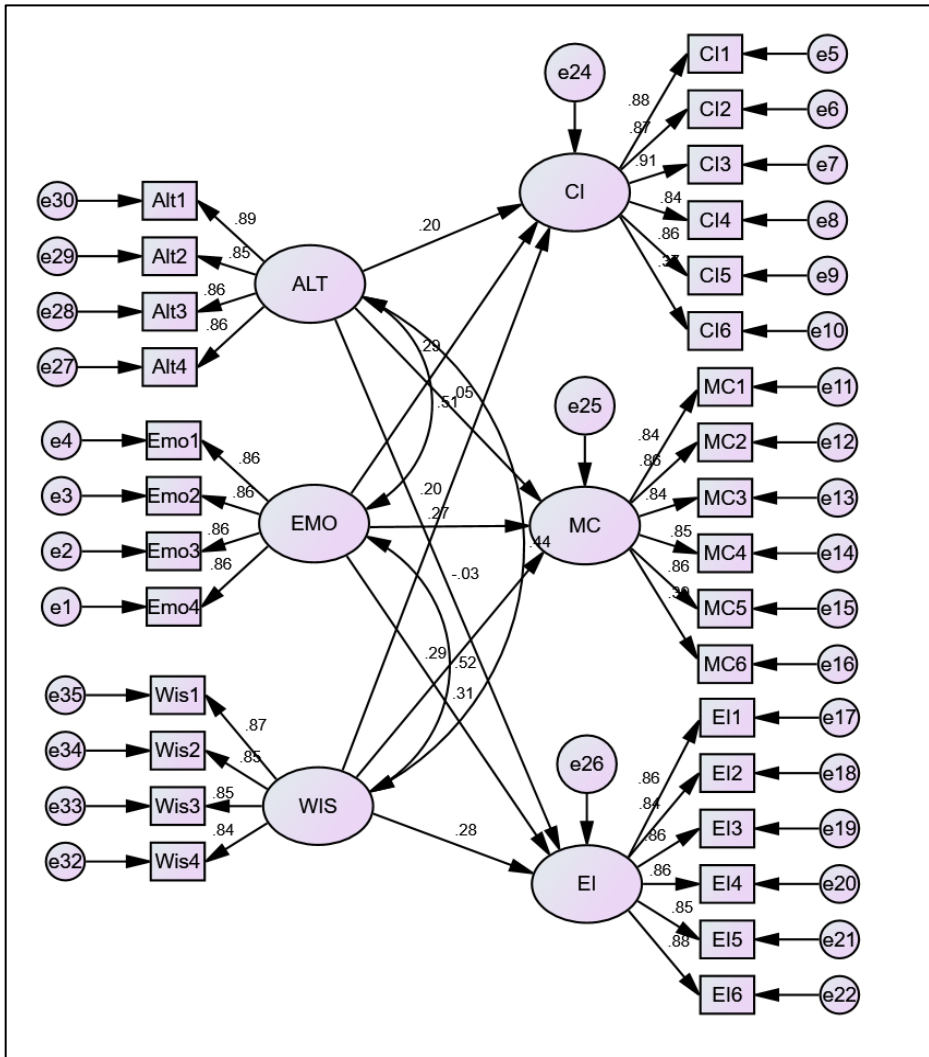 e24
CI
CI1
e5
CI2
e6
CI3
e7
CI4
e8
CI5
e9
CI6
e10
.88
.87
.91
.84
.86
.37
e30
Alt1
e29
Alt2
e28
Alt3
e27
Alt4
.89
.85
.86
.86
ALT
.20
.29
.05
.51
e25
MC
MC1
e11
MC2
e12
MC3
e13
MC4
e14
MC5
e15
MC6
e16
.84
.86
.84
.85
.86
.39
e4
Emo1
e3
Emo2
e2
Emo3
e1
Emo4
.86
.86
.86
.86
EMO
.20
.27
.44
-.03
.29
.52
.31
e35
Wis1
e34
Wis2
e33
Wis3
e32
Wis4
.87
.85
.85
.84
WIS
.28
e26
EI
EI1
e17
EI2
e18
EI3
e19
EI4
e20
EI5
e21
EI6
e22
.86
.84
.86
.86
.85
.88